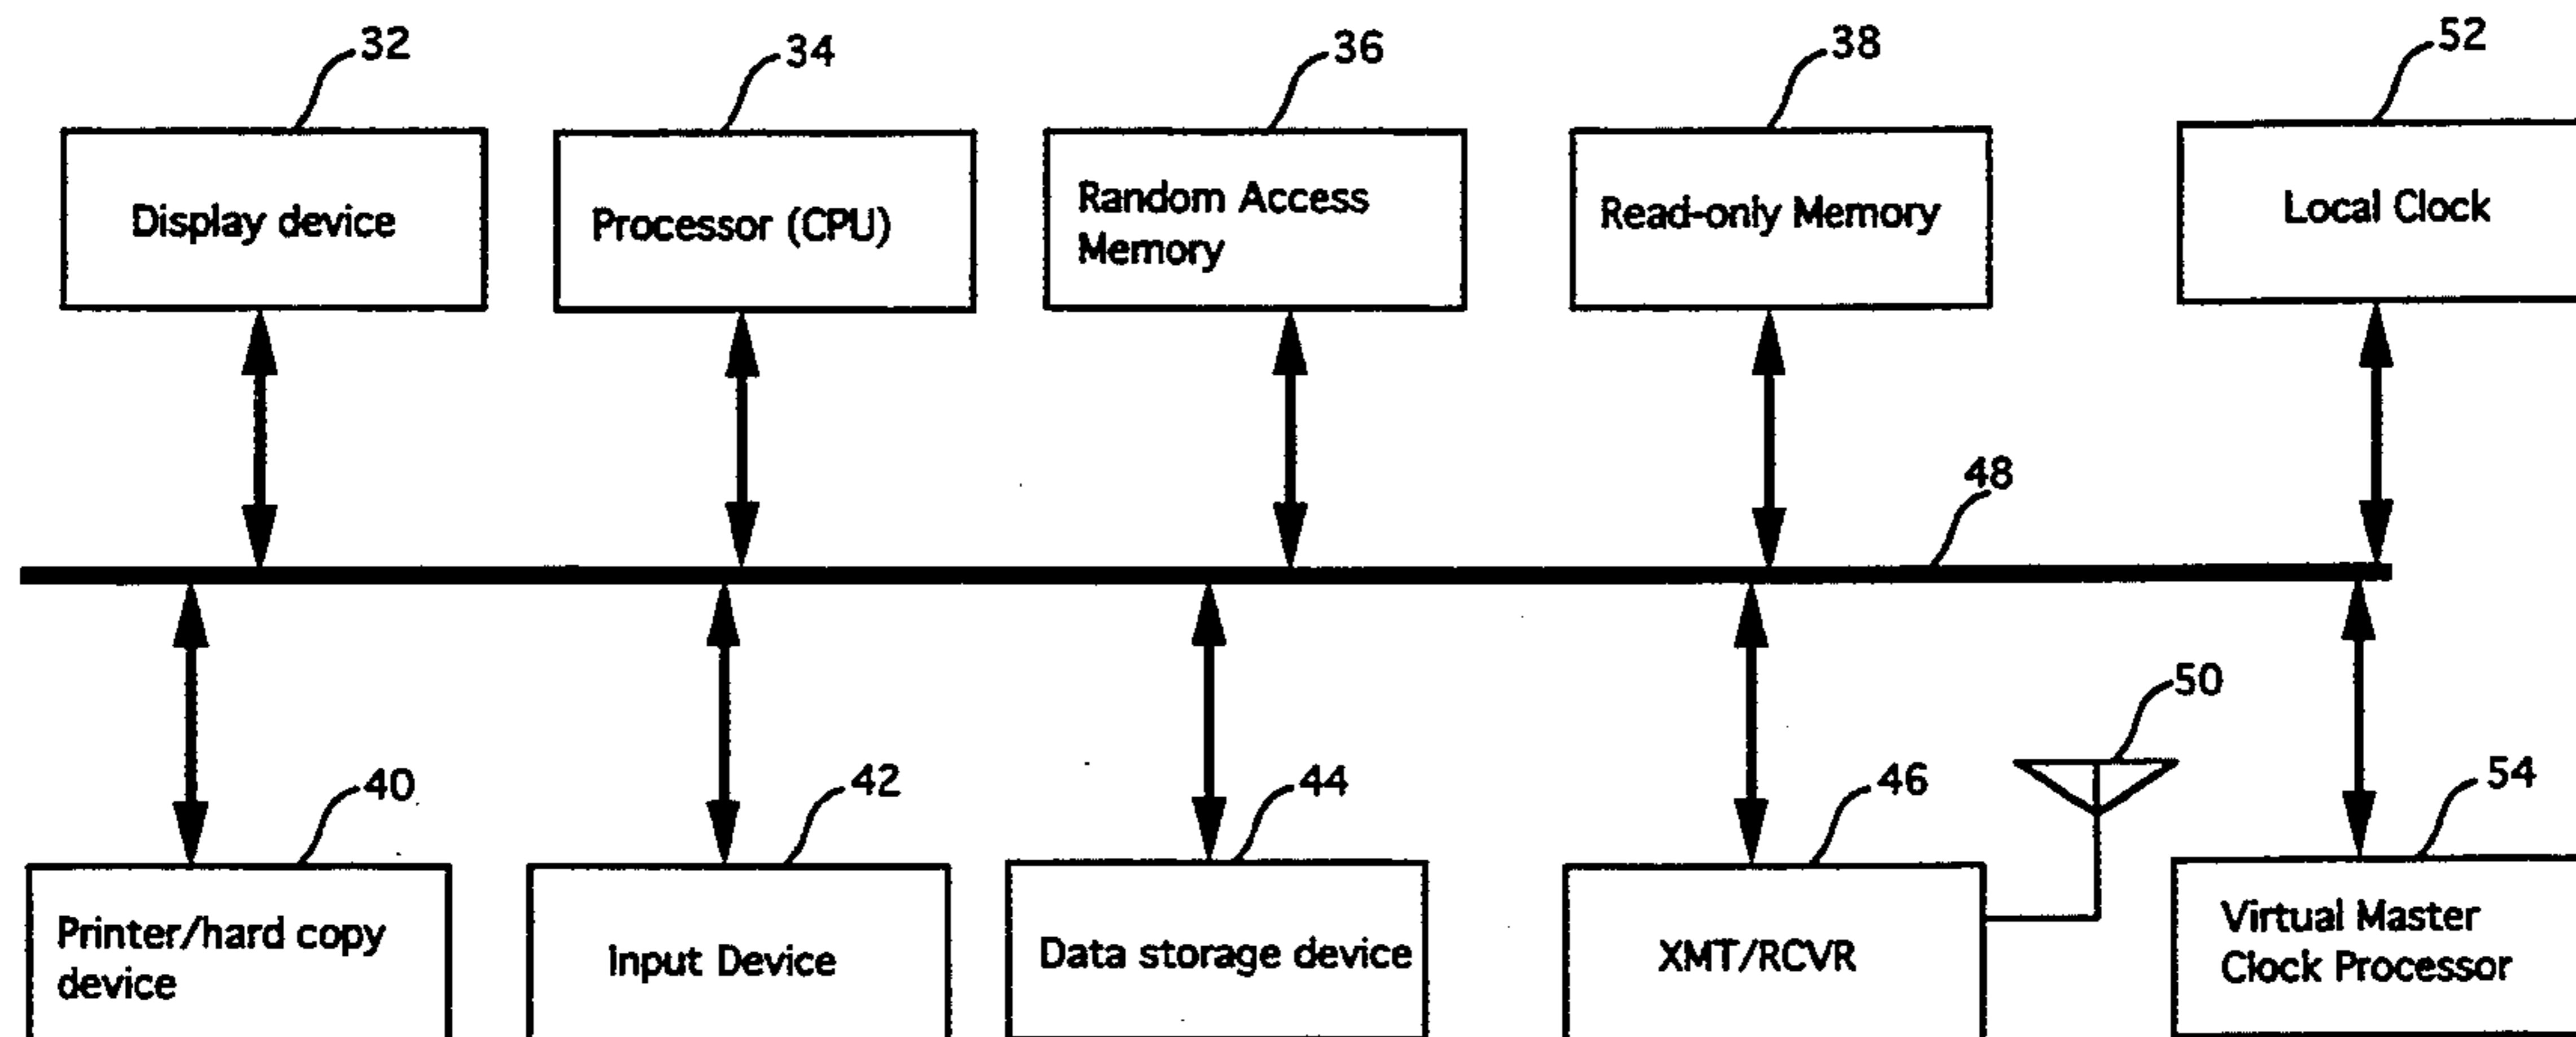 32
34
36
38
52
Display device
Processor (CPU)
Random Access
Memory
Read-only Memory
Local Clock
48
50
40
42
44
46
54
Printer/hard copy
device
Input Device
Data storage device
XMT/RCVR
Virtual Master
Clock Processor